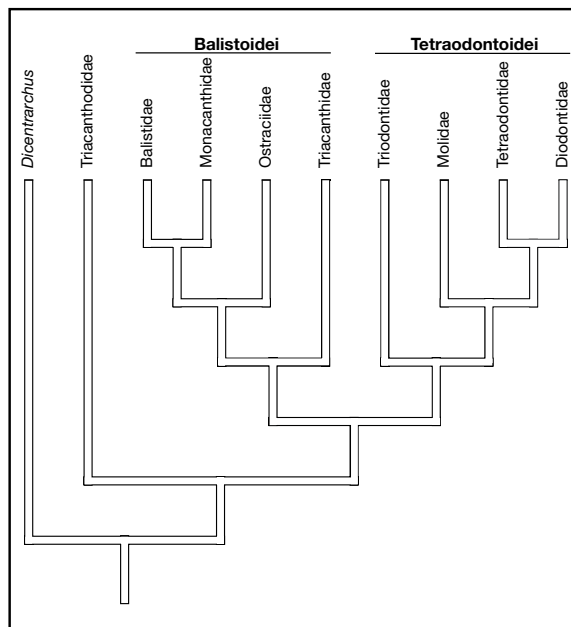 Balistoidei
Tetraodontoidei
Dicentrarchus
Triacanthodidae
Balistidae
Monacanthidae
Ostraciidae
Triacanthidae
Triodontidae
Molidae
Tetraodontidae
Diodontidae